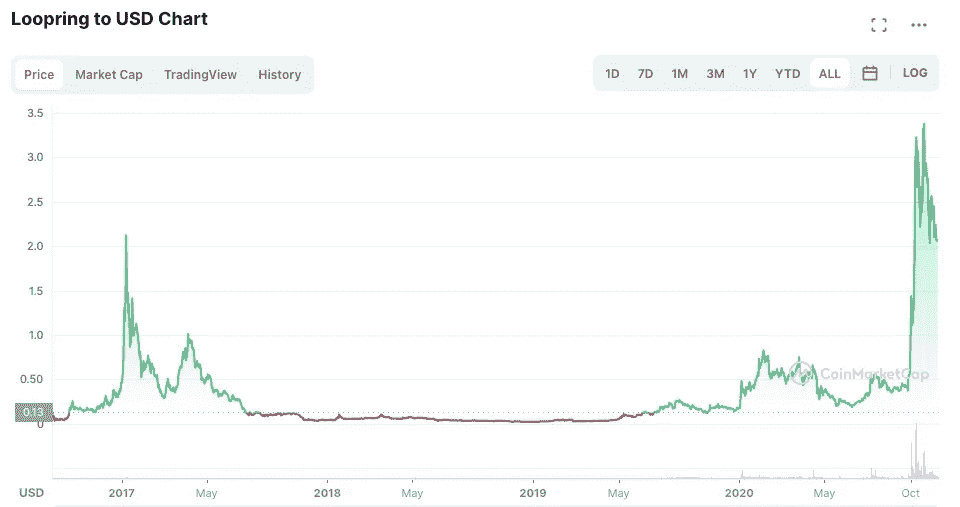 Loopring to USD Chart
Price Market Cap TradingView History
1D 7D 1M 3M 1Y YTD ALL LOG
3.5
3.0
2.5
2.0
1.5
1.0
0.50
0.13
0
CoinMarketCap
USD 2017 May 2018 May 2019 May 2020 May Oct